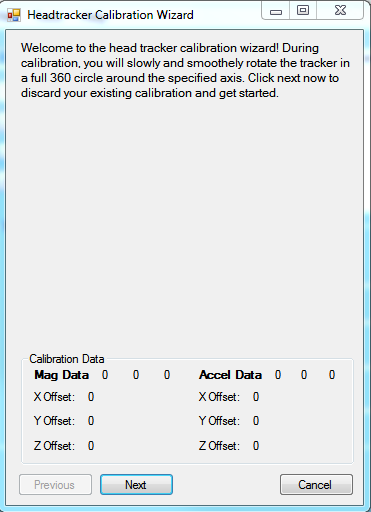 Headtracker Calibration Wizard
Welcome to the head tracker calibration wizard! During
calibration, you will slowly and smoothely rotate the tracker in
a full 360 circle around the specified axis. Click next now to
discard your existing calibration and get started.
Calibration Data
Mag Data 0 0 0 Accel Data 0 0 0
X Offset: 0 X Offset: 0
Y Offset: 0 Y Offset: 0
Z Offset: 0 Z Offset: 0
Previous Next Cancel